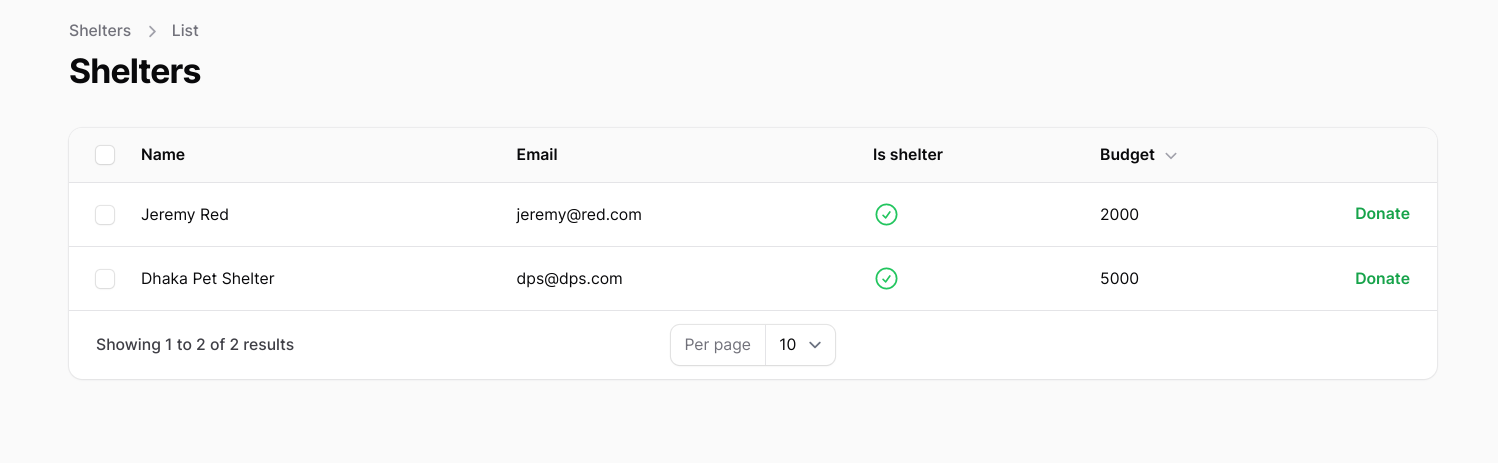 Shelters List
Shelters
Name Email Is shelter Budget
Jeremy Red jeremy@red.com 2000 Donate
Dhaka Pet Shelter dps@dps.com 5000 Donate
Showing 1 to 2 of 2 results Per page 10